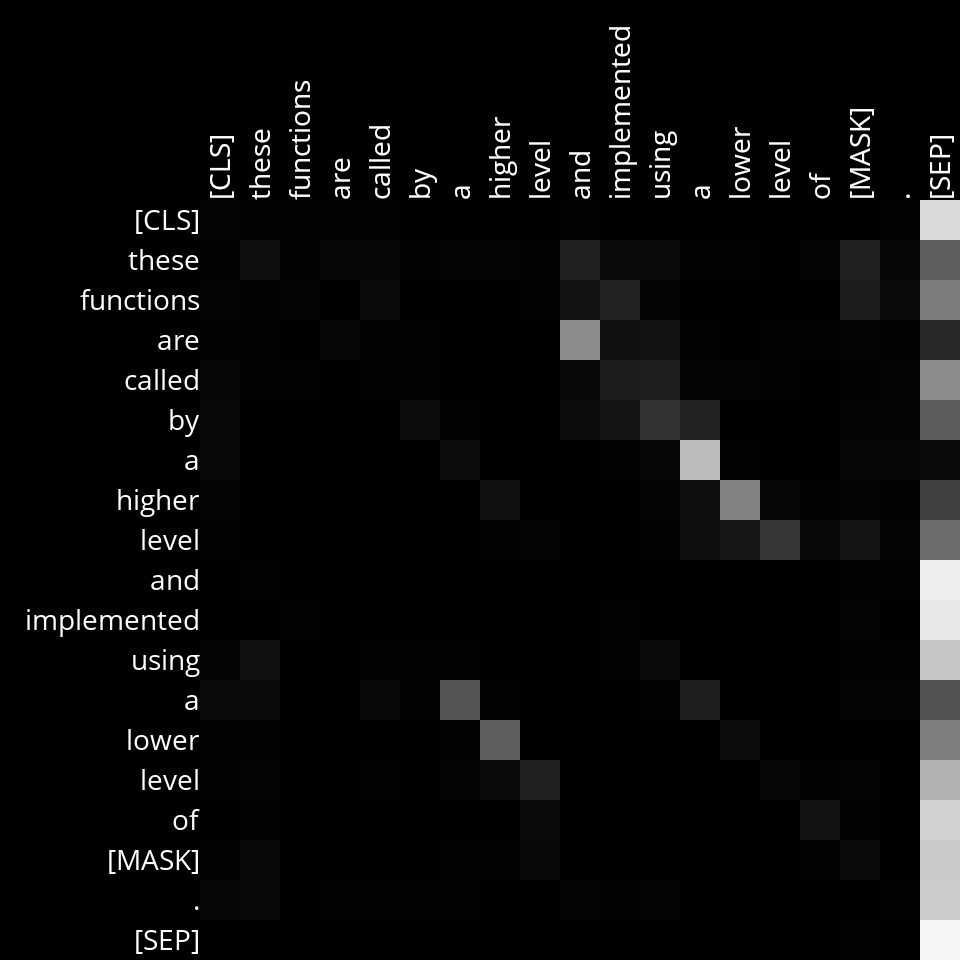 [CLS] these functions are called by a higher level and implemented using a lower level of [MASK] . [SEP]
[CLS]
these
functions
are
called
by
a
higher
level
and
implemented
using
a
lower
level
of
[MASK]
.
[SEP]